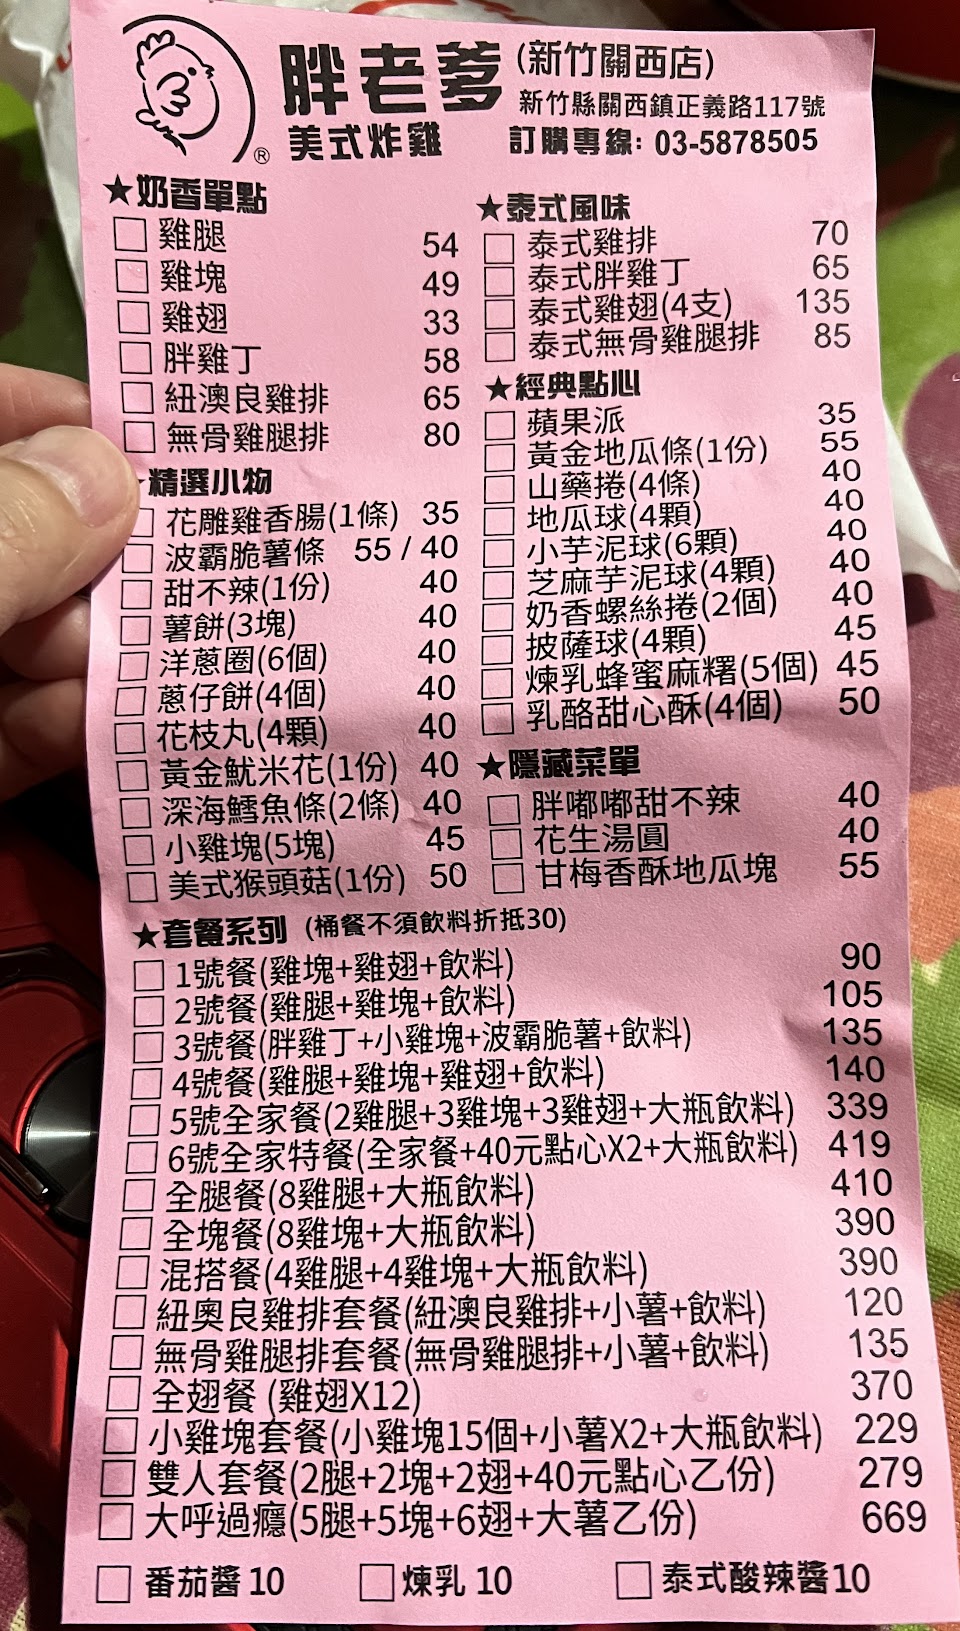 胖老爹
美式炸雞
®
(新竹關西店)
新竹縣關西鎮正義路117號
訂購專線: 03-5878505
★奶香單點
雞腿 54
雞塊 49
雞翅 33
胖雞丁 58
紐澳良雞排 65
無骨雞腿排 80
★精選小物
花雕雞香腸(1條) 35
波霸脆薯條 55 / 40
甜不辣(1份) 40
薯餅(3塊) 40
洋蔥圈(6個) 40
蔥仔餅(4個) 40
花枝丸(4顆) 40
黃金魷米花(1份) 40
深海鱈魚條(2條) 40
小雞塊(5塊) 45
美式猴頭菇(1份) 50
★泰式風味
泰式雞排 70
泰式胖雞丁 65
泰式雞翅(4支) 135
泰式無骨雞腿排 85
★經典點心
蘋果派 35
黃金地瓜條(1份) 55
山藥捲(4條) 40
地瓜球(4顆) 40
小芋泥球(6顆) 40
芝麻芋泥球(4顆) 40
奶香螺絲捲(2個) 40
披薩球(4顆) 45
煉乳蜂蜜麻糬(5個) 45
乳酪甜心酥(4個) 50
★隱藏菜單
胖嘟嘟甜不辣 40
花生湯圓 40
甘梅香酥地瓜塊 55
★套餐系列 (桶餐不須飲料折抵30)
1號餐(雞塊+雞翅+飲料) 90
2號餐(雞腿+雞塊+飲料) 105
3號餐(胖雞丁+小雞塊+波霸脆薯+飲料) 135
4號餐(雞腿+雞塊+雞翅+飲料) 140
5號全家餐(2雞腿+3雞塊+3雞翅+大瓶飲料) 339
6號全家特餐(全家餐+40元點心X2+大瓶飲料) 419
全腿餐(8雞腿+大瓶飲料) 410
全塊餐(8雞塊+大瓶飲料) 390
混搭餐(4雞腿+4雞塊+大瓶飲料) 390
紐奧良雞排套餐(紐澳良雞排+小薯+飲料) 120
無骨雞腿排套餐(無骨雞腿排+小薯+飲料) 135
全翅餐 (雞翅X12) 370
小雞塊套餐(小雞塊15個+小薯X2+大瓶飲料) 229
雙人套餐(2腿+2塊+2翅+40元點心乙份) 279
大呼過癮(5腿+5塊+6翅+大薯乙份) 669
番茄醬 10 煉乳 10 泰式酸辣醬10